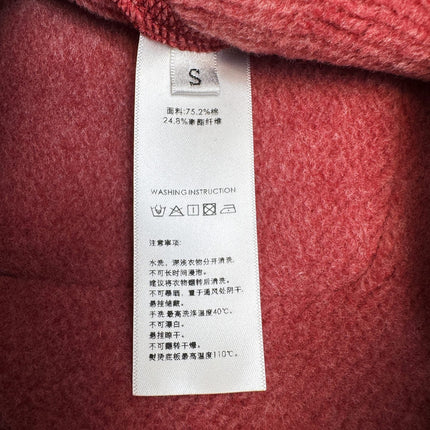 S
面料:75.2%棉
24.8%聚酯纤维
WASHING INSTRUCTION
注意事项:
水洗，深浅衣物分开清洗.
不可长时间浸泡.
建议将衣物翻转后清洗.
不可暴晒，置于通风处阴干.
悬挂储藏.
手洗 最高洗涤温度40℃.
不可漂白.
悬挂晾干.
不可翻转干燥.
熨烫底板最高温度110℃.